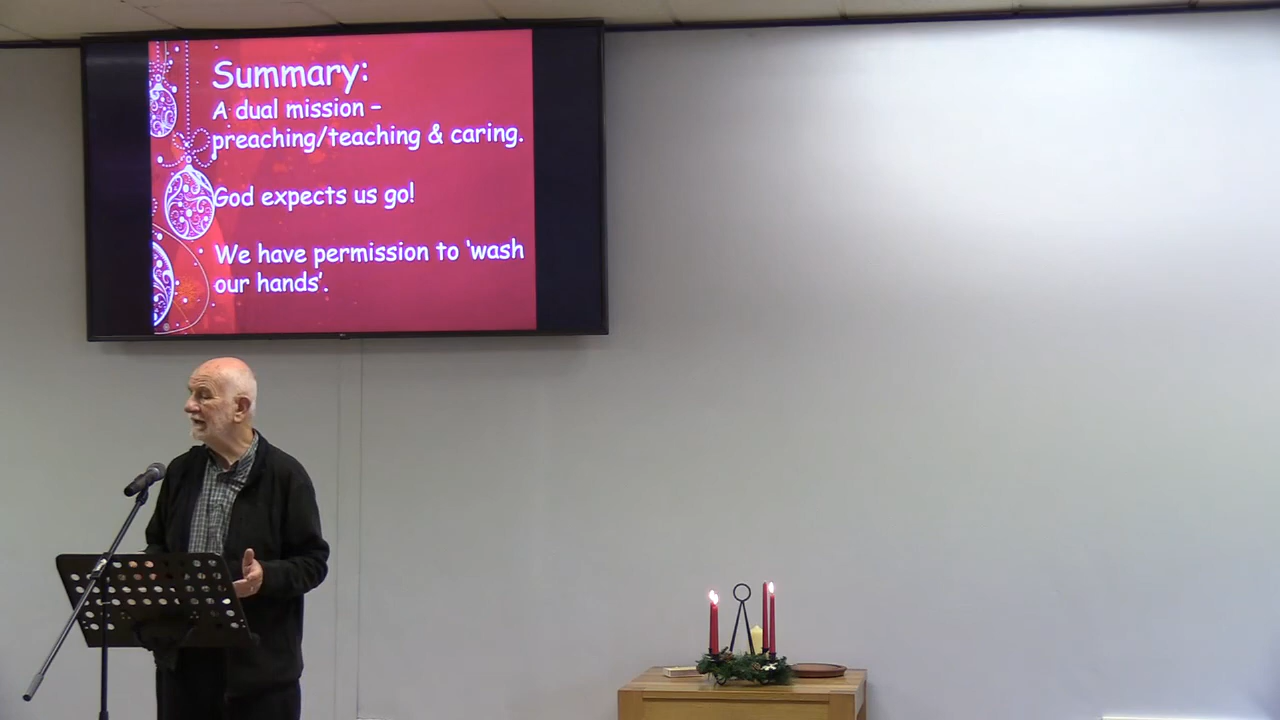 Summary:
A dual mission –
preaching/teaching & caring.
God expects us go!
We have permission to ‘wash
our hands’.